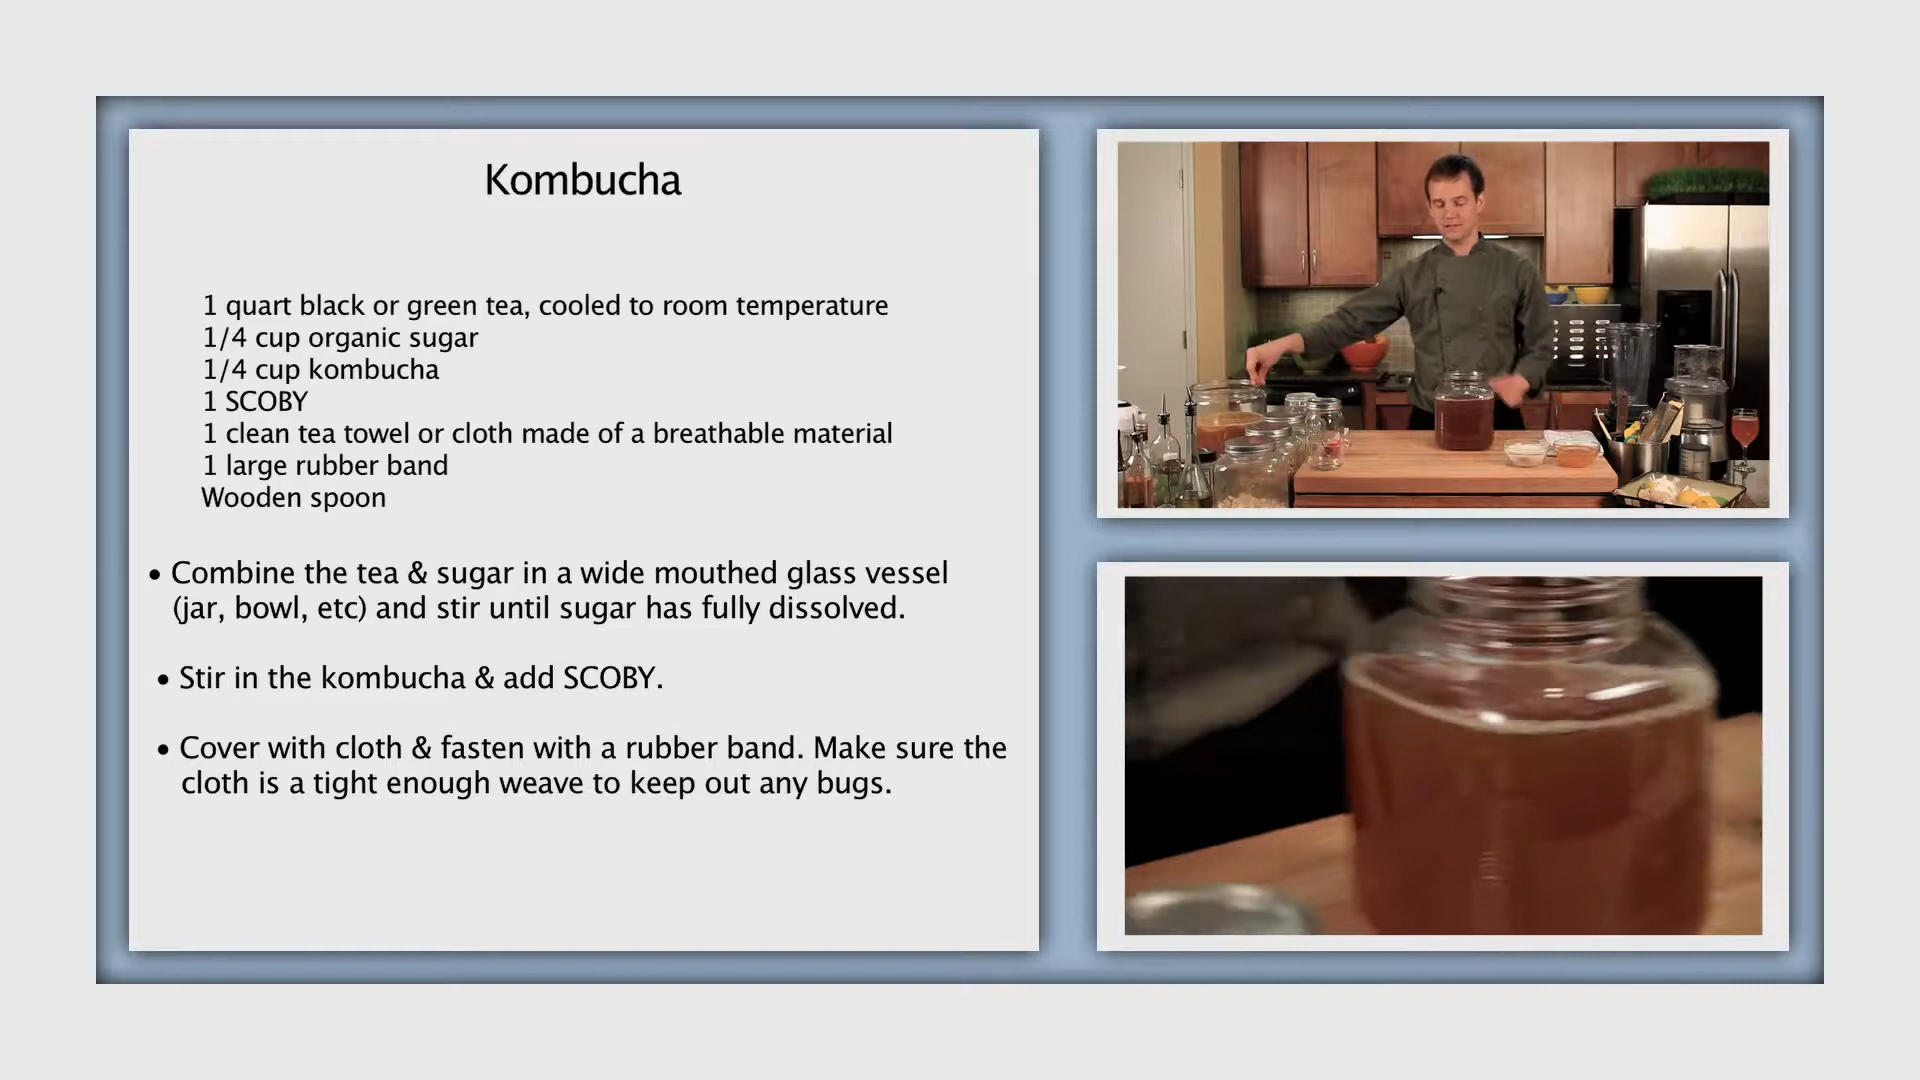 Kombucha
1 quart black or green tea, cooled to room temperature
1/4 cup organic sugar
1/4 cup kombucha
1 SCOBY
1 clean tea towel or cloth made of a breathable material
1 large rubber band
Wooden spoon
• Combine the tea & sugar in a wide mouthed glass vessel
(jar, bowl, etc) and stir until sugar has fully dissolved.
• Stir in the kombucha & add SCOBY.
• Cover with cloth & fasten with a rubber band. Make sure the
cloth is a tight enough weave to keep out any bugs.